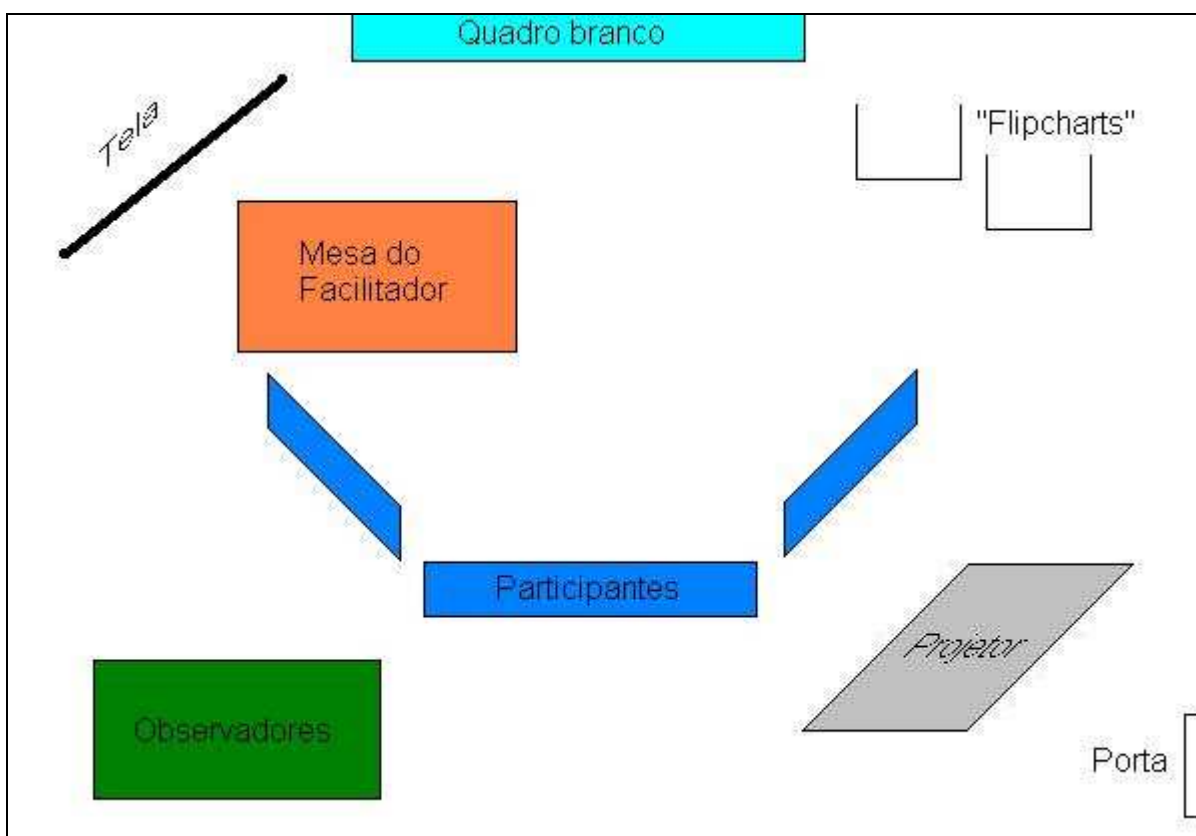 Quadro branco
Tela
"Flipcharts"
Mesa do
Facilitador
Participantes
Projetor
Observadores
Porta